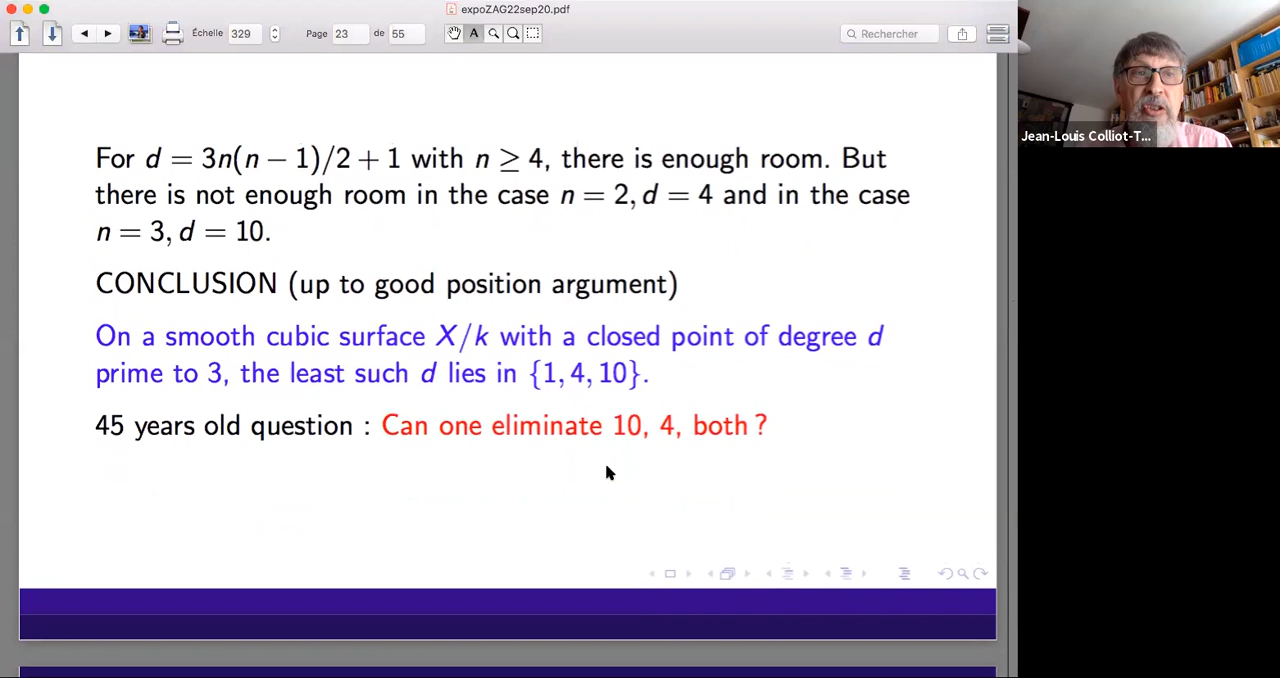 expoZAG22sep20.pdf
Échelle 329 Page 23 de 55 A Rechercher
Jean-Louis Colliot-T...
For d = 3n(n − 1)/2 + 1 with n ≥ 4, there is enough room. But
there is not enough room in the case n = 2, d = 4 and in the case
n = 3, d = 10.
CONCLUSION (up to good position argument)
On a smooth cubic surface X/k with a closed point of degree d
prime to 3, the least such d lies in {1, 4, 10}.
45 years old question : Can one eliminate 10, 4, both ?